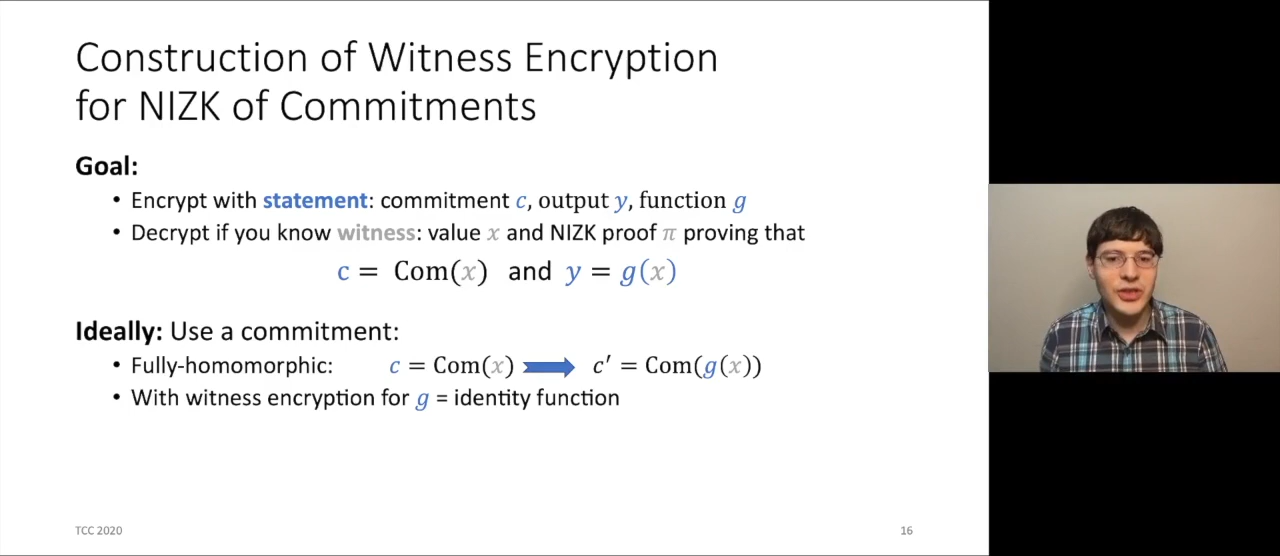 Construction of Witness Encryption
for NIZK of Commitments
Goal:
• Encrypt with statement: commitment c, output y, function g
• Decrypt if you know witness: value x and NIZK proof π proving that
c = Com(x) and y = g(x)
Ideally: Use a commitment:
• Fully-homomorphic: c = Com(x) c′ = Com(g(x))
• With witness encryption for g = identity function
TCC 2020
16